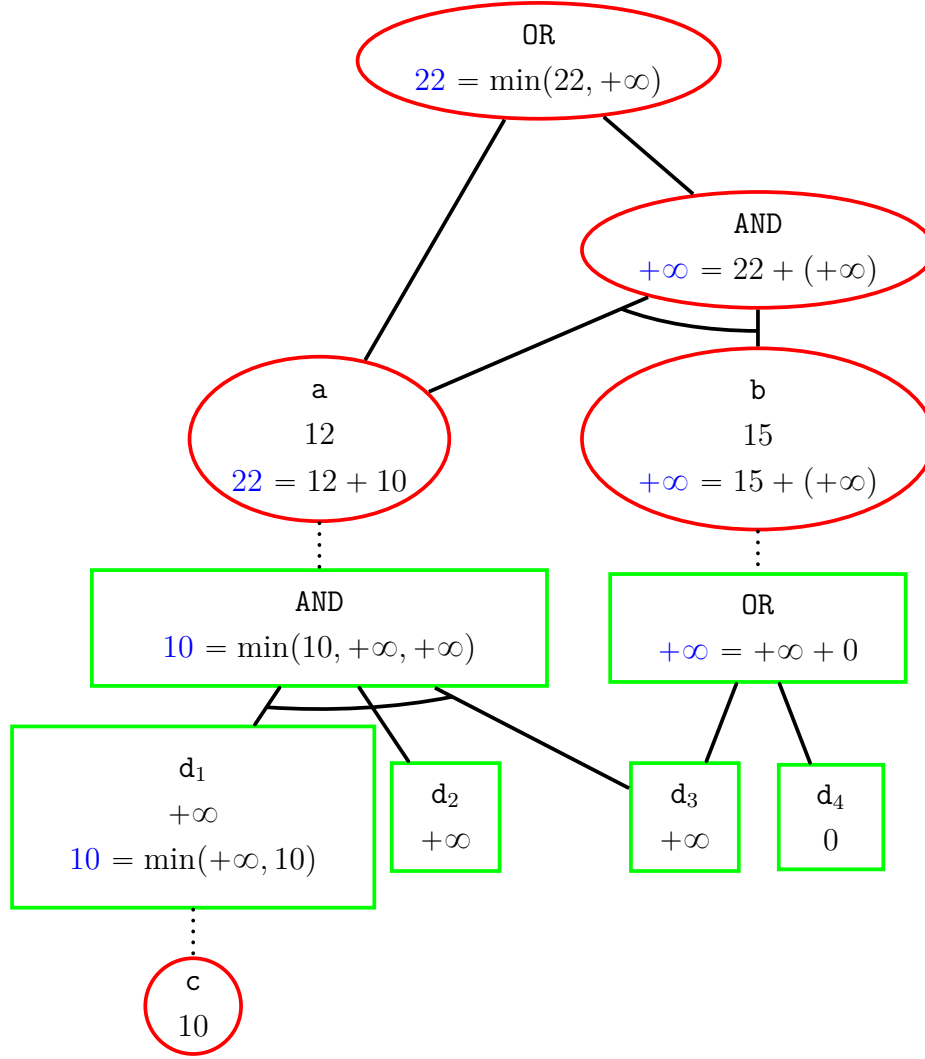 OR
22 = min(22, +∞)
AND
+∞ = 22 + (+∞)
a
12
22 = 12 + 10
b
15
+∞ = 15 + (+∞)
AND
10 = min(10, +∞, +∞)
OR
+∞ = +∞ + 0
d₁
+∞
10 = min(+∞, 10)
d₂
+∞
d₃
+∞
d₄
0
c
10